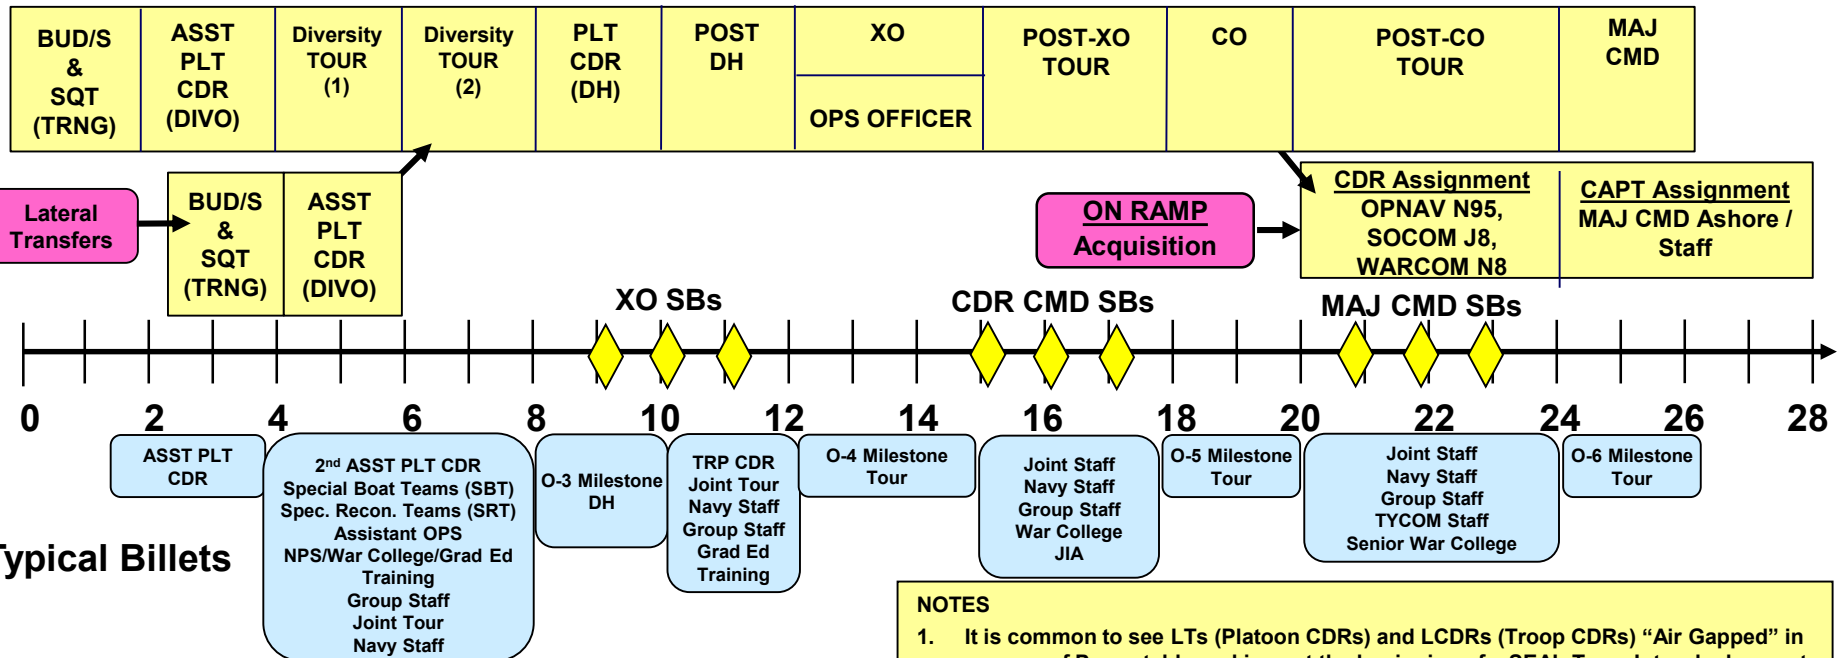 BUD/S
&
SQT
(TRNG)
ASST
PLT
CDR
(DIVO)
Diversity
TOUR
(1)
Diversity
TOUR
(2)
PLT
CDR
(DH)
POST
DH
XO
OPS OFFICER
POST-XO
TOUR
CO
POST-CO
TOUR
MAJ
CMD
Lateral
Transfers
BUD/S
&
SQT
(TRNG)
ASST
PLT
CDR
(DIVO)
ON RAMP
Acquisition
CDR Assignment
OPNAV N95,
SOCOM J8,
WARCOM N8
CAPT Assignment
MAJ CMD Ashore /
Staff
XO SBs
CDR CMD SBs
MAJ CMD SBs
0 2 4 6 8 10 12 14 16 18 20 22 24 26 28
ASST PLT
CDR
2nd ASST PLT CDR
Special Boat Teams (SBT)
Spec. Recon. Teams (SRT)
Assistant OPS
NPS/War College/Grad Ed
Training
Group Staff
Joint Tour
Navy Staff
O-3 Milestone
DH
TRP CDR
Joint Tour
Navy Staff
Group Staff
Grad Ed
Training
O-4 Milestone
Tour
Joint Staff
Navy Staff
Group Staff
War College
JIA
O-5 Milestone
Tour
Joint Staff
Navy Staff
Group Staff
TYCOM Staff
Senior War College
O-6 Milestone
Tour
Typical Billets
NOTES
1. It is common to see LTs (Platoon CDRs) and LCDRs (Troop CDRs) “Air Gapped” in